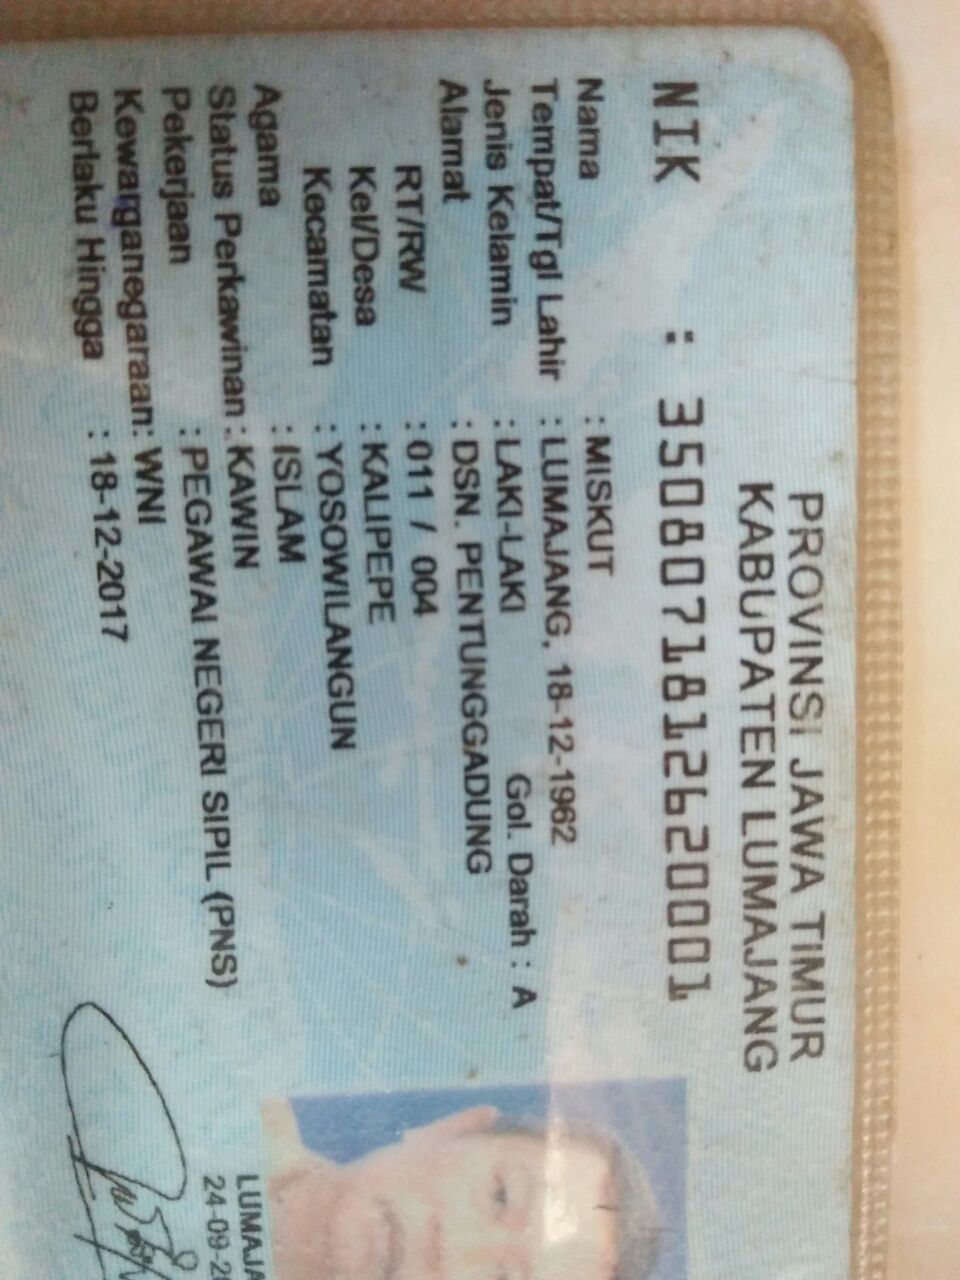 PROVINSI JAWA TIMUR
KABUPATEN LUMAJANG
NIK : 3508071812620001
Nama : MISKUT
Tempat/Tgl Lahir : LUMAJANG, 18-12-1962
Jenis Kelamin : LAKI-LAKI Gol. Darah : A
Alamat : DSN. PENTUNGGADUNG
RT/RW : 011 / 004
Kel/Desa : KALIPEPE
Kecamatan : YOSOWILANGUN
Agama : ISLAM
Status Perkawinan : KAWIN
Pekerjaan : PEGAWAI NEGERI SIPIL (PNS)
Kewarganegaraan: WNI
Berlaku Hingga : 18-12-2017
LUMAJA
24-09-2